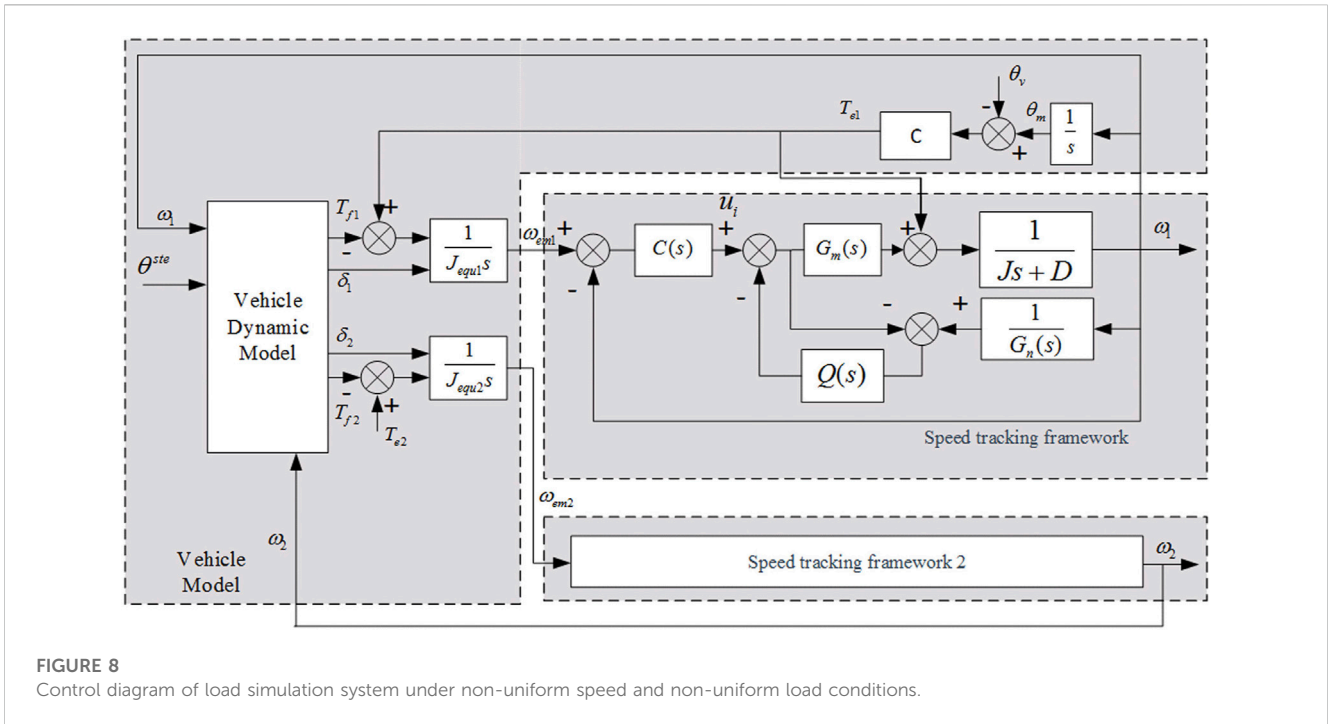 θ_v
T_e1
θ_m
C
1
s
+
-
ω_1
θ^ste
Vehicle
Dynamic
Model
T_f1
+
-
δ_1
1
J_equ1 s
ω_em1
+
-
C(s)
u_i
+
-
G_m(s)
+
1
Js + D
ω_1
-
+
1
G_n(s)
Q(s)
Speed tracking framework
δ_2
-
T_f2
+
T_e2
1
J_equ2 s
ω_em2
ω_2
Vehicle
Model
Speed tracking framework 2
ω_2
FIGURE 8
Control diagram of load simulation system under non-uniform speed and non-uniform load conditions.